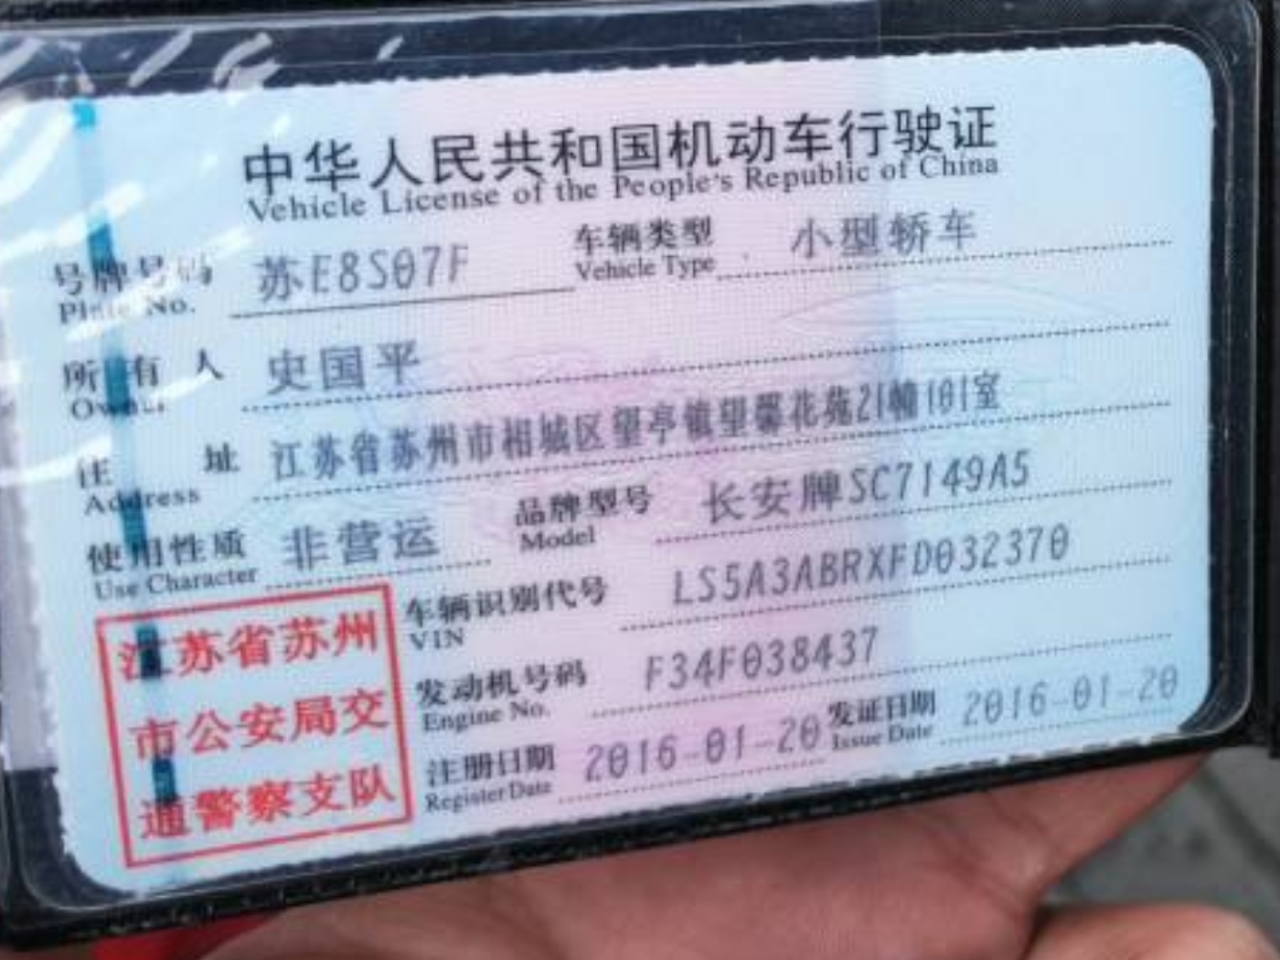 中华人民共和国机动车行驶证
Vehicle License of the People's Republic of China
号牌号码 苏E8S07F 车辆类型 小型轿车
Plate No. Vehicle Type
所有人 史国平
Owner
住址 江苏省苏州市相城区望亭镇望馨花苑21幢101室
Address
使用性质 非营运 品牌型号 长安牌SC7149A5
Use Character Model
车辆识别代号 LS5A3ABRXFD032370
VIN
发动机号码 F34F038437
Engine No.
注册日期 2016-01-20 发证日期 2016-01-20
Register Date Issue Date
江苏省苏州
市公安局交
通警察支队